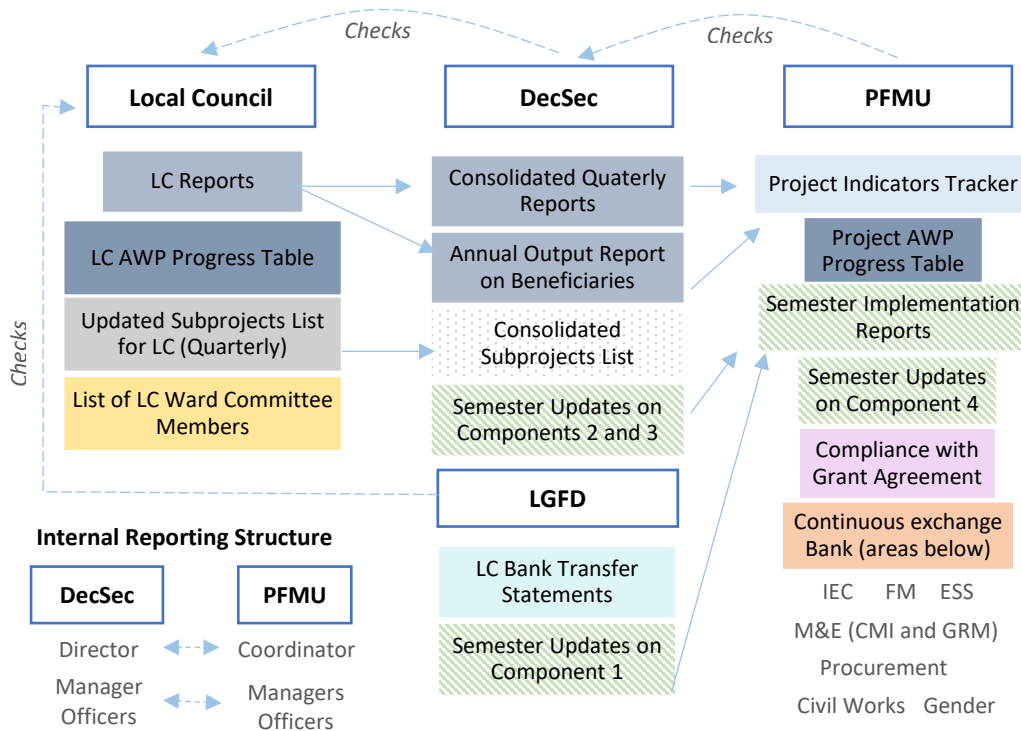 Checks
Checks
Local Council
DecSec
PFMU
LC Reports
LC AWP Progress Table
Updated Subprojects List
for LC (Quarterly)
List of LC Ward Committee
Members
Consolidated Quaterly
Reports
Annual Output Report
on Beneficiaries
Consolidated
Subprojects List
Semester Updates on
Components 2 and 3
Project Indicators Tracker
Project AWP
Progress Table
Semester Implementation
Reports
Semester Updates
on Component 4
Compliance with
Grant Agreement
Continuous exchange
Bank (areas below)
IEC FM ESS
M&E (CMI and GRM)
Procurement
Civil Works Gender
Checks
LGFD
LC Bank Transfer
Statements
Semester Updates on
Component 1
Internal Reporting Structure
DecSec
PFMU
Director
Coordinator
Manager
Officers
Managers
Officers